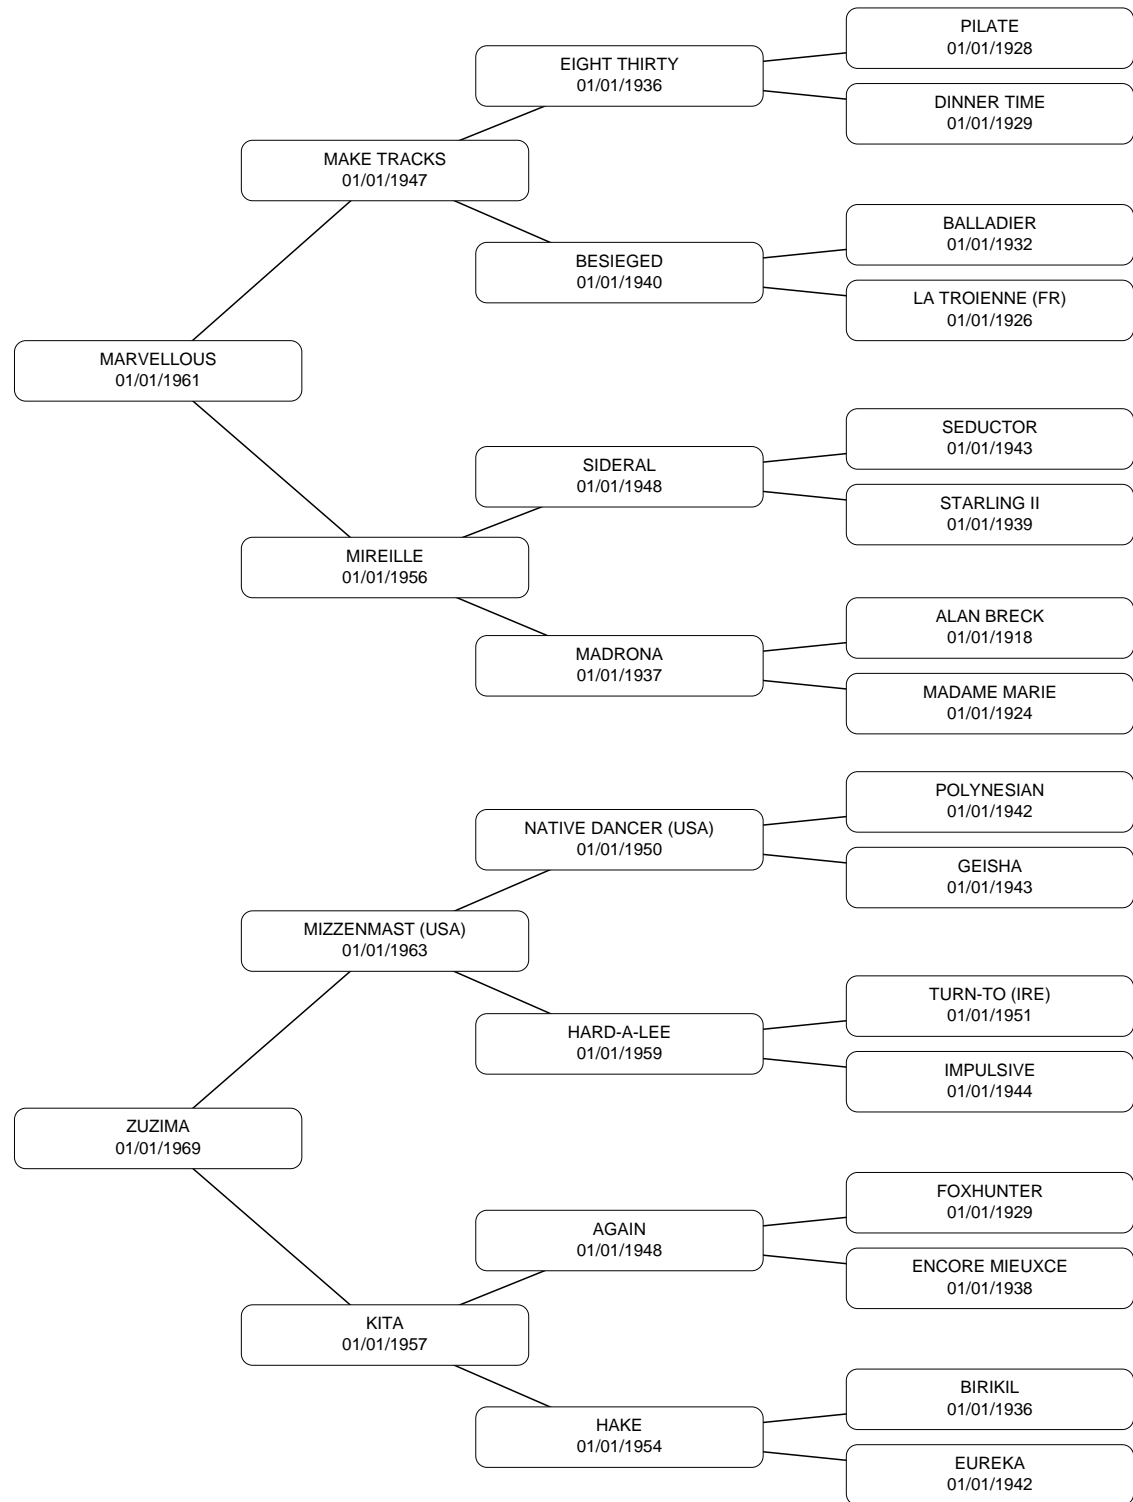 PILATE
01/01/1928
EIGHT THIRTY
01/01/1936
DINNER TIME
01/01/1929
MAKE TRACKS
01/01/1947
BALLADIER
01/01/1932
BESIEGED
01/01/1940
LA TROIENNE (FR)
01/01/1926
MARVELLOUS
01/01/1961
SEDUCTOR
01/01/1943
SIDERAL
01/01/1948
STARLING II
01/01/1939
MIREILLE
01/01/1956
ALAN BRECK
01/01/1918
MADRONA
01/01/1937
MADAME MARIE
01/01/1924
POLYNESIAN
01/01/1942
NATIVE DANCER (USA)
01/01/1950
GEISHA
01/01/1943
MIZZENMAST (USA)
01/01/1963
TURN-TO (IRE)
01/01/1951
HARD-A-LEE
01/01/1959
IMPULSIVE
01/01/1944
ZUZIMA
01/01/1969
FOXHUNTER
01/01/1929
AGAIN
01/01/1948
ENCORE MIEUXCE
01/01/1938
KITA
01/01/1957
BIRIKIL
01/01/1936
HAKE
01/01/1954
EUREKA
01/01/1942